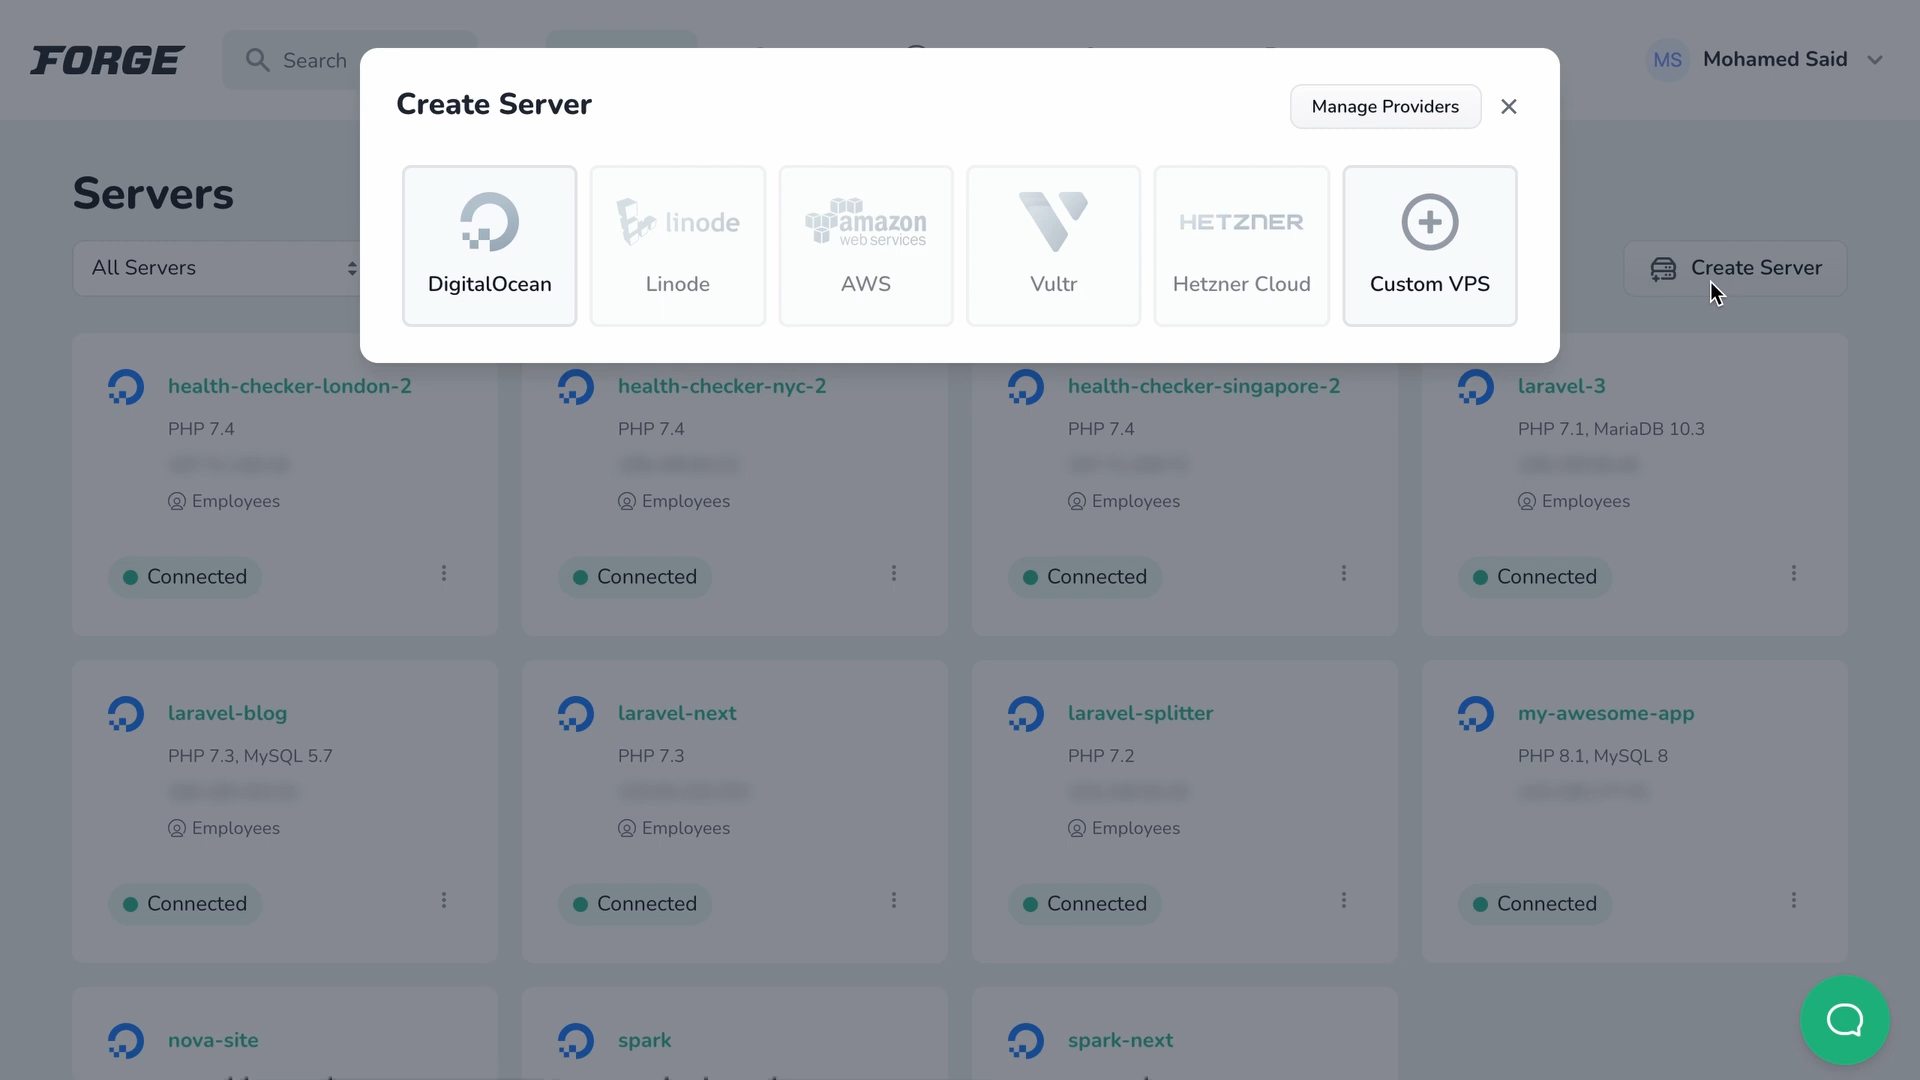 FORGE
Search
MS Mohamed Said
Create Server
Manage Providers
linode
amazon
web services
HETZNER
DigitalOcean
Linode
AWS
Vultr
Hetzner Cloud
Custom VPS
Servers
All Servers
Create Server
health-checker-london-2
PHP 7.4
Employees
Connected
health-checker-nyc-2
PHP 7.4
Employees
Connected
health-checker-singapore-2
PHP 7.4
Employees
Connected
laravel-3
PHP 7.1, MariaDB 10.3
Employees
Connected
laravel-blog
PHP 7.3, MySQL 5.7
Employees
Connected
laravel-next
PHP 7.3
Employees
Connected
laravel-splitter
PHP 7.2
Employees
Connected
my-awesome-app
PHP 8.1, MySQL 8
Connected
nova-site
spark
spark-next